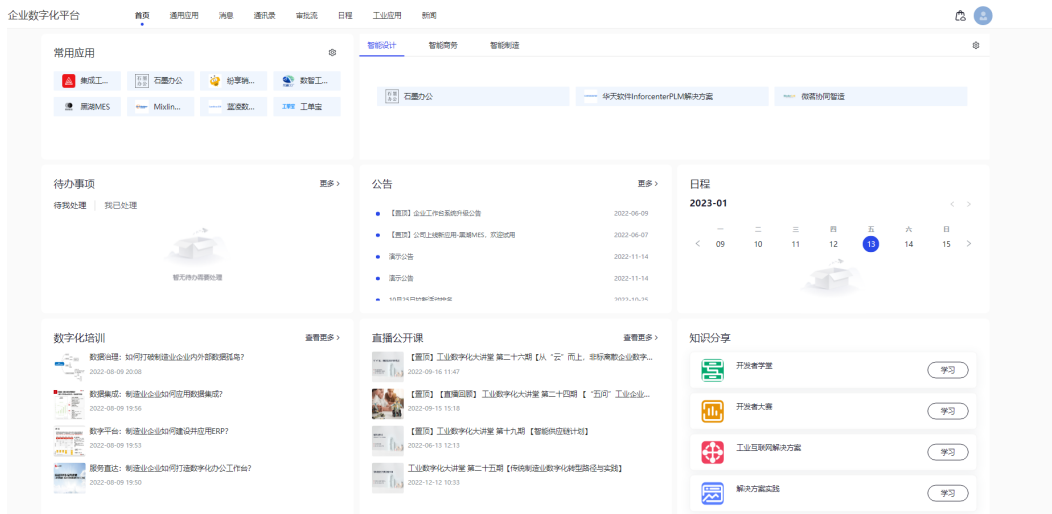 企业数字化平台 首页 通用应用 消息 通讯录 审批流 日程 工业应用 新闻
常用应用
集成工... 石墨办公 纷享销... 数智工...
黑湖MES Mixlin... 蓝凌数... 工单宝
智能设计 智能商务 智能制造
石墨办公 华天软件InforcenterPLM解决方案 微茗协同智造
待办事项 更多 >
待我处理 我已处理
暂无待办需要处理
公告 更多 >
【置顶】企业工作台系统升级公告 2022-06-09
【置顶】公司上线新应用-黑湖MES，欢迎试用 2022-06-07
演示公告 2022-11-14
演示公告 2022-11-14
2022-10-25
日程
2023-01 < >
一 二 三 四 五 六 日
< 09 10 11 12 13 14 15 >
数字化培训 查看更多 >
数据治理：如何打破制造业企业内外部数据孤岛?
2022-08-09 20:08
数据集成：制造业企业如何应用数据集成?
2022-08-09 19:56
数字平台：制造业企业如何建设并应用ERP?
2022-08-09 19:53
服务直达：制造业企业如何打造数字化办公工作台?
2022-08-09 19:50
直播公开课 查看更多 >
【置顶】工业数字化大讲堂 第二十六期【从“云”而上，非标离散企业数字...
2022-09-16 11:47
【置顶】【直播回顾】 工业数字化大讲堂 第二十四期 【 “五问”工业企业...
2022-09-15 15:18
【置顶】工业数字化大讲堂 第十九期 【智能供应链计划】
2022-06-13 12:13
工业数字化大讲堂 第二十五期【传统制造业数字化转型路径与实践】
2022-12-12 10:33
知识分享
开发者学堂 学习
开发者大赛 学习
工业互联网解决方案 学习
解决方案实践 学习